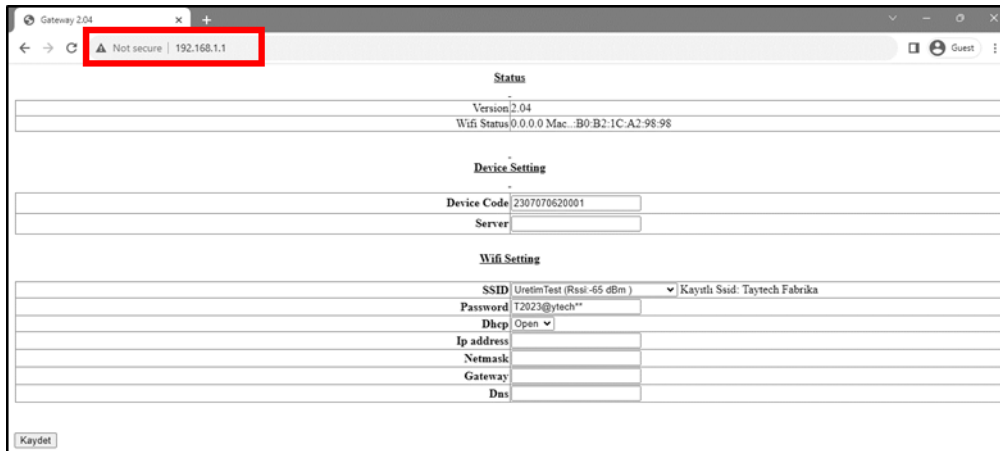 Gateway 2.04
Not secure | 192.168.1.1
Guest
Status
Version 2.04
Wifi Status 0.0.0.0 Mac..:B0:B2:1C:A2:98:98
Device Setting
Device Code 2307070620001
Server
Wifi Setting
SSID UretimTest (Rssi:-65 dBm ) Kayıtlı Ssid: Taytech Fabrika
Password T2023@ytech**
Dhcp Open
Ip address
Netmask
Gateway
Dns
Kaydet